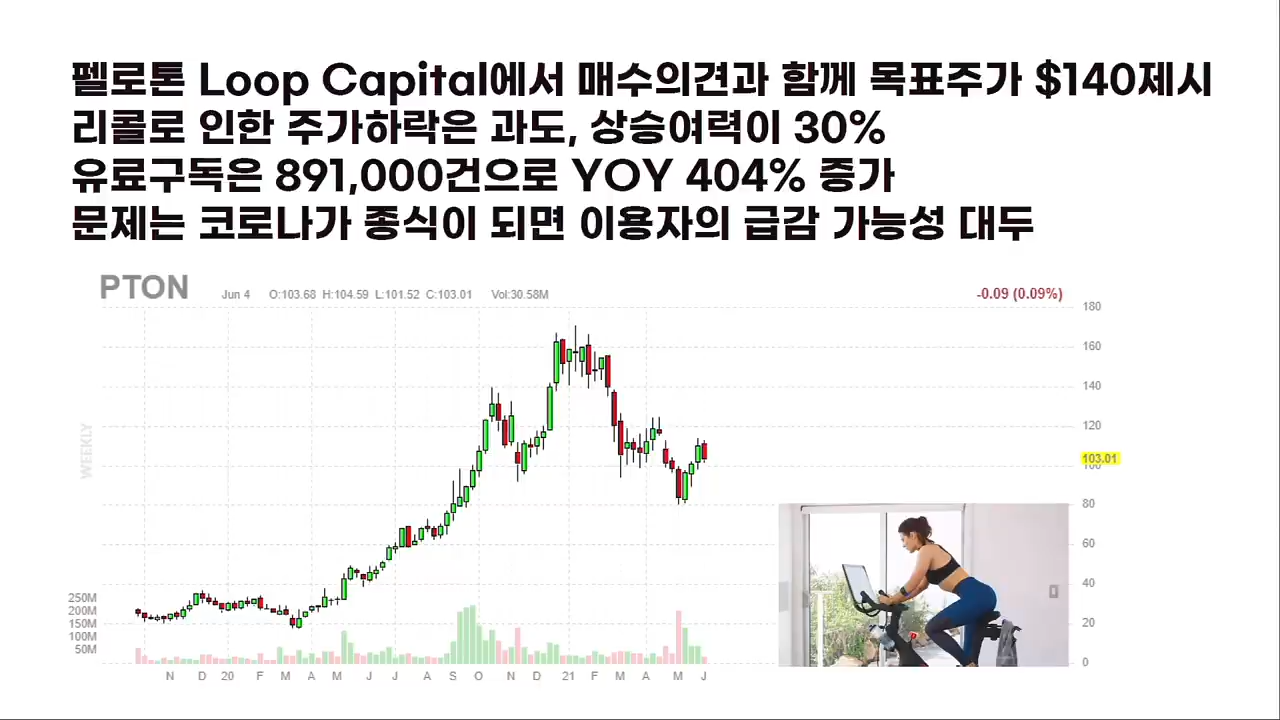 펠로톤 Loop Capital에서 매수의견과 함께 목표주가 $140제시
리콜로 인한 주가하락은 과도, 상승여력이 30%
유료구독은 891,000건으로 YOY 404% 증가
문제는 코로나가 종식이 되면 이용자의 급감 가능성 대두
PTON Jun 4 O:103.68 H:104.59 L:101.52 C:103.01 Vol:30.58M -0.09 (0.09%)
180
160
140
120
103.01
100
80
60
40
20
0
WEEKLY
250M
200M
150M
100M
50M
N D 20 F M A M J J A S O N D 21 F M A M J